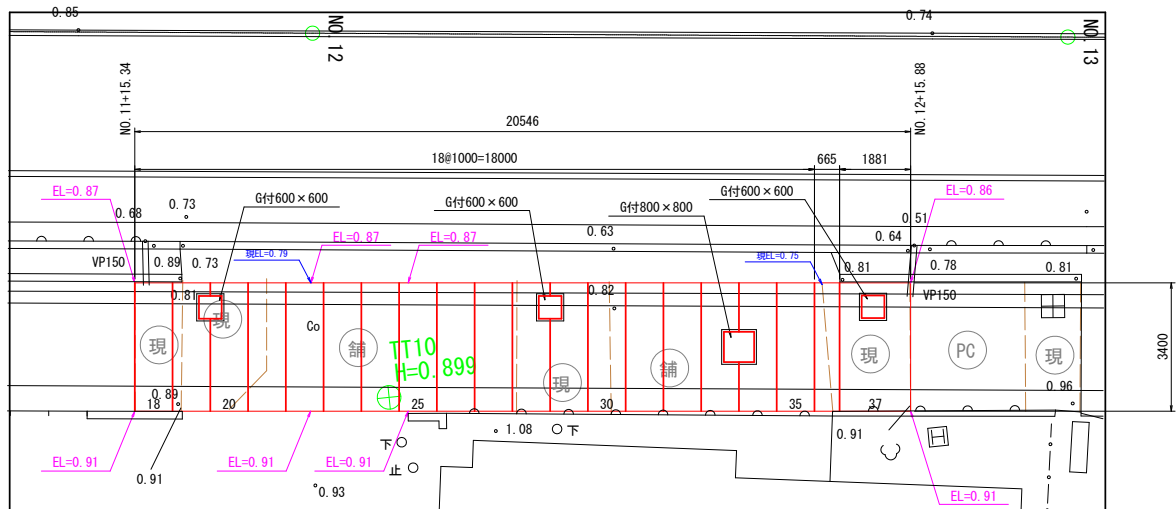 0.85
NO. 12
0.74
NO. 13
NO.11+15.34
20546
NO.12+15.88
18@1000=18000
665
1881
EL=0.87
G付600×600
G付600×600
G付800×800
G付600×600
EL=0.86
0.68
0.73
EL=0.87
EL=0.87
0.63
0.51
0.64
VP150
0.89
0.73
現EL=0.79
現EL=0.75
0.81
0.78
0.81
0.81
0.82
VP150
現
現
Co
舗
TT10
H=0.899
現
舗
現
PC
現
3400
0.89
0.96
18
20
25
30
35
37
EL=0.91
0.91
EL=0.91
EL=0.91
下
止
1.08
下
0.91
0.93
EL=0.91